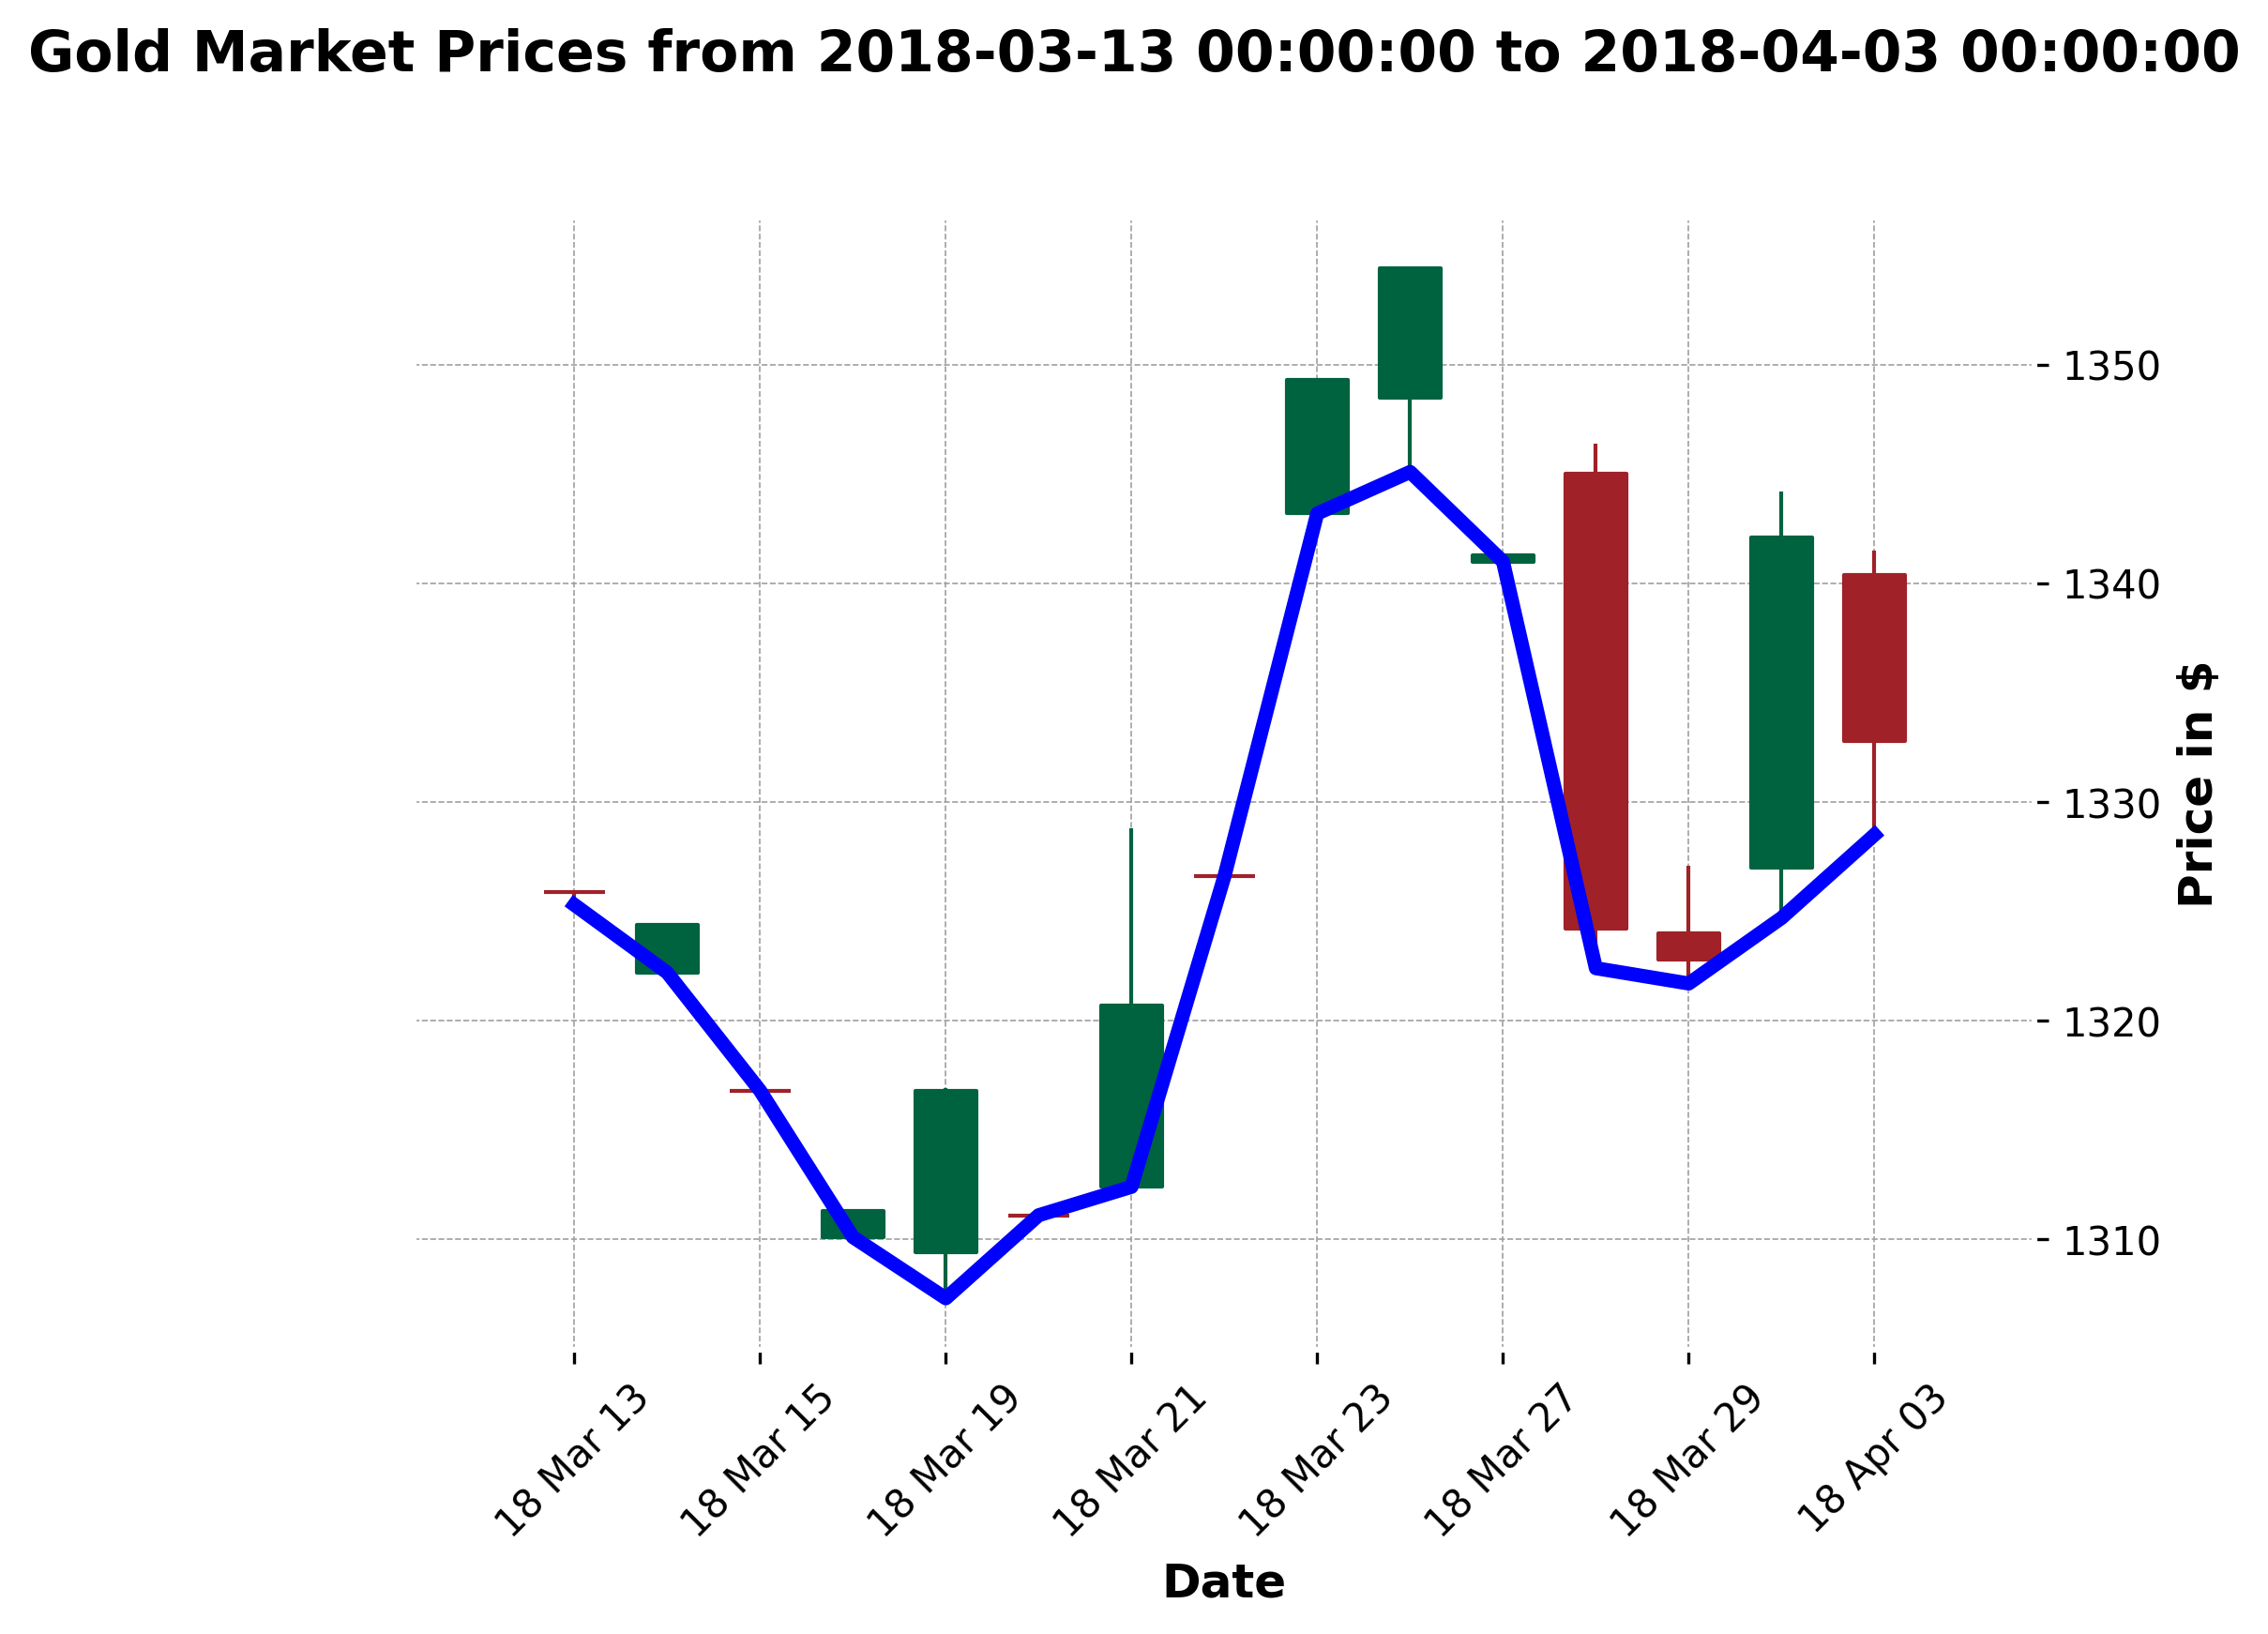 Gold Market Prices from 2018-03-13 00:00:00 to 2018-04-03 00:00:00
1350
1340
1330
1320
1310
Price in $
18 Mar 13
18 Mar 15
18 Mar 19
18 Mar 21
18 Mar 23
18 Mar 27
18 Mar 29
18 Apr 03
Date